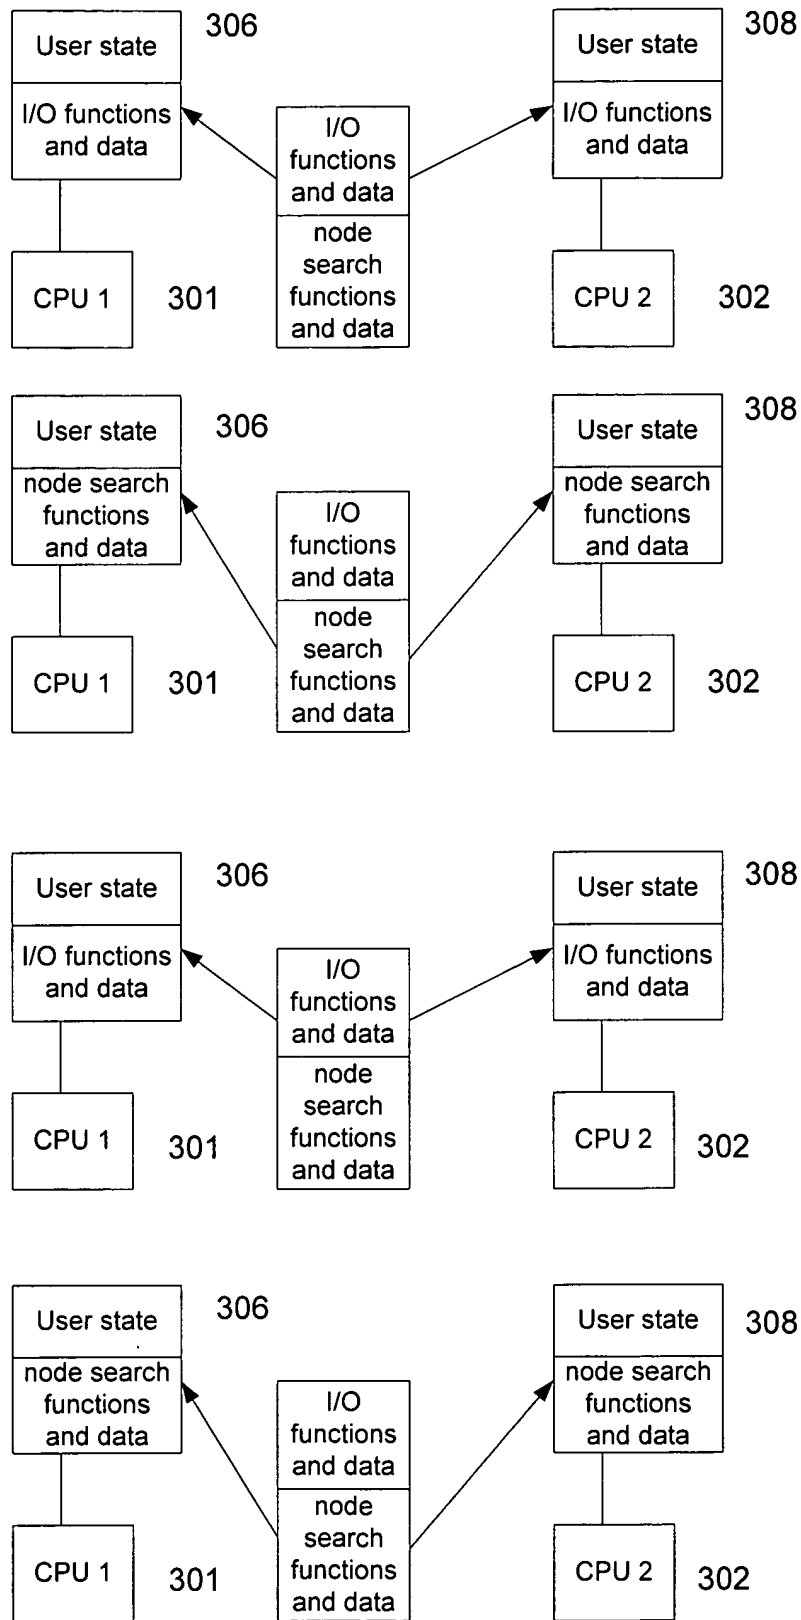 User state
306
I/O functions
and data
CPU 1
301
I/O
functions
and data
node
search
functions
and data
User state
308
I/O functions
and data
CPU 2
302
User state
306
node search
functions
and data
CPU 1
301
I/O
functions
and data
node
search
functions
and data
User state
308
node search
functions
and data
CPU 2
302
User state
306
I/O functions
and data
CPU 1
301
I/O
functions
and data
node
search
functions
and data
User state
308
I/O functions
and data
CPU 2
302
User state
306
node search
functions
and data
CPU 1
301
I/O
functions
and data
node
search
functions
and data
User state
308
node search
functions
and data
CPU 2
302